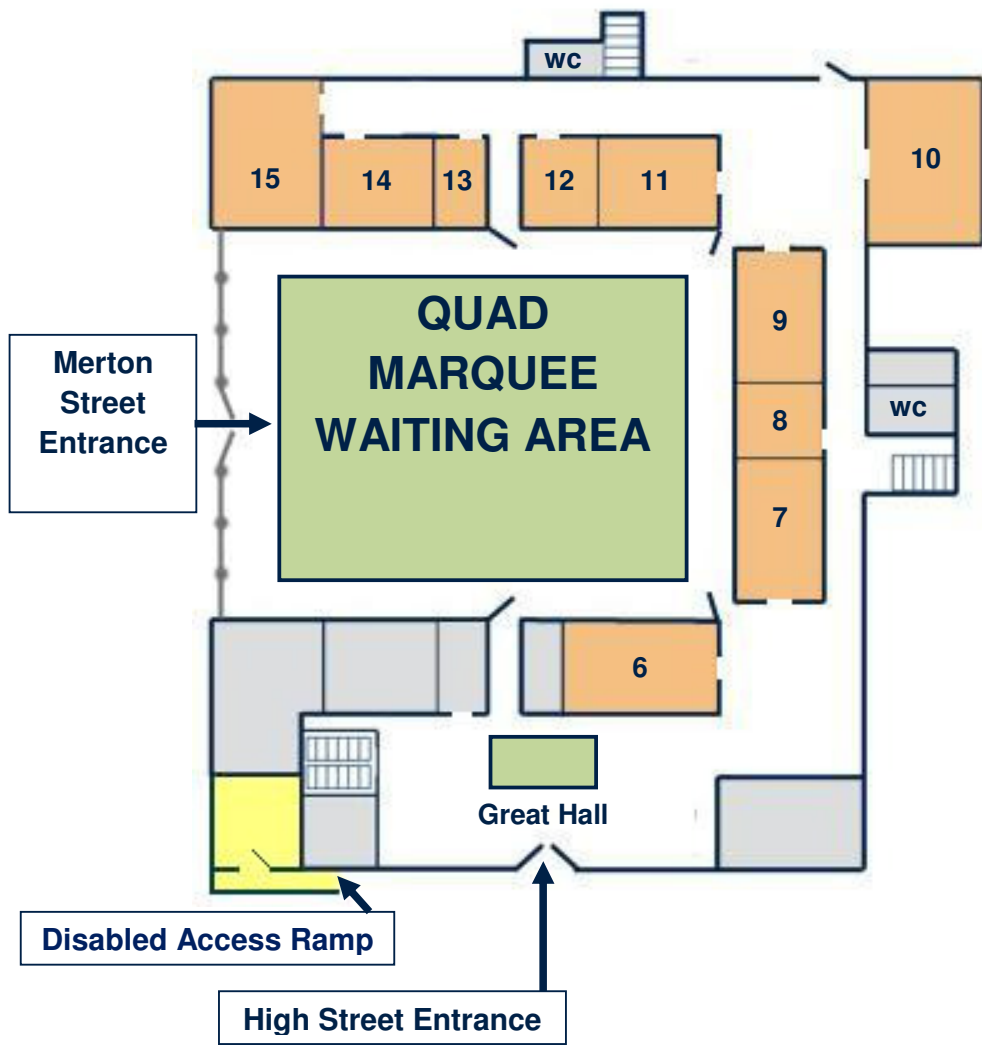 WC
10
15
14
13
12
11
QUAD
MARQUEE
WAITING AREA
9
Merton
Street
Entrance
8
WC
7
6
Great Hall
Disabled Access Ramp
High Street Entrance